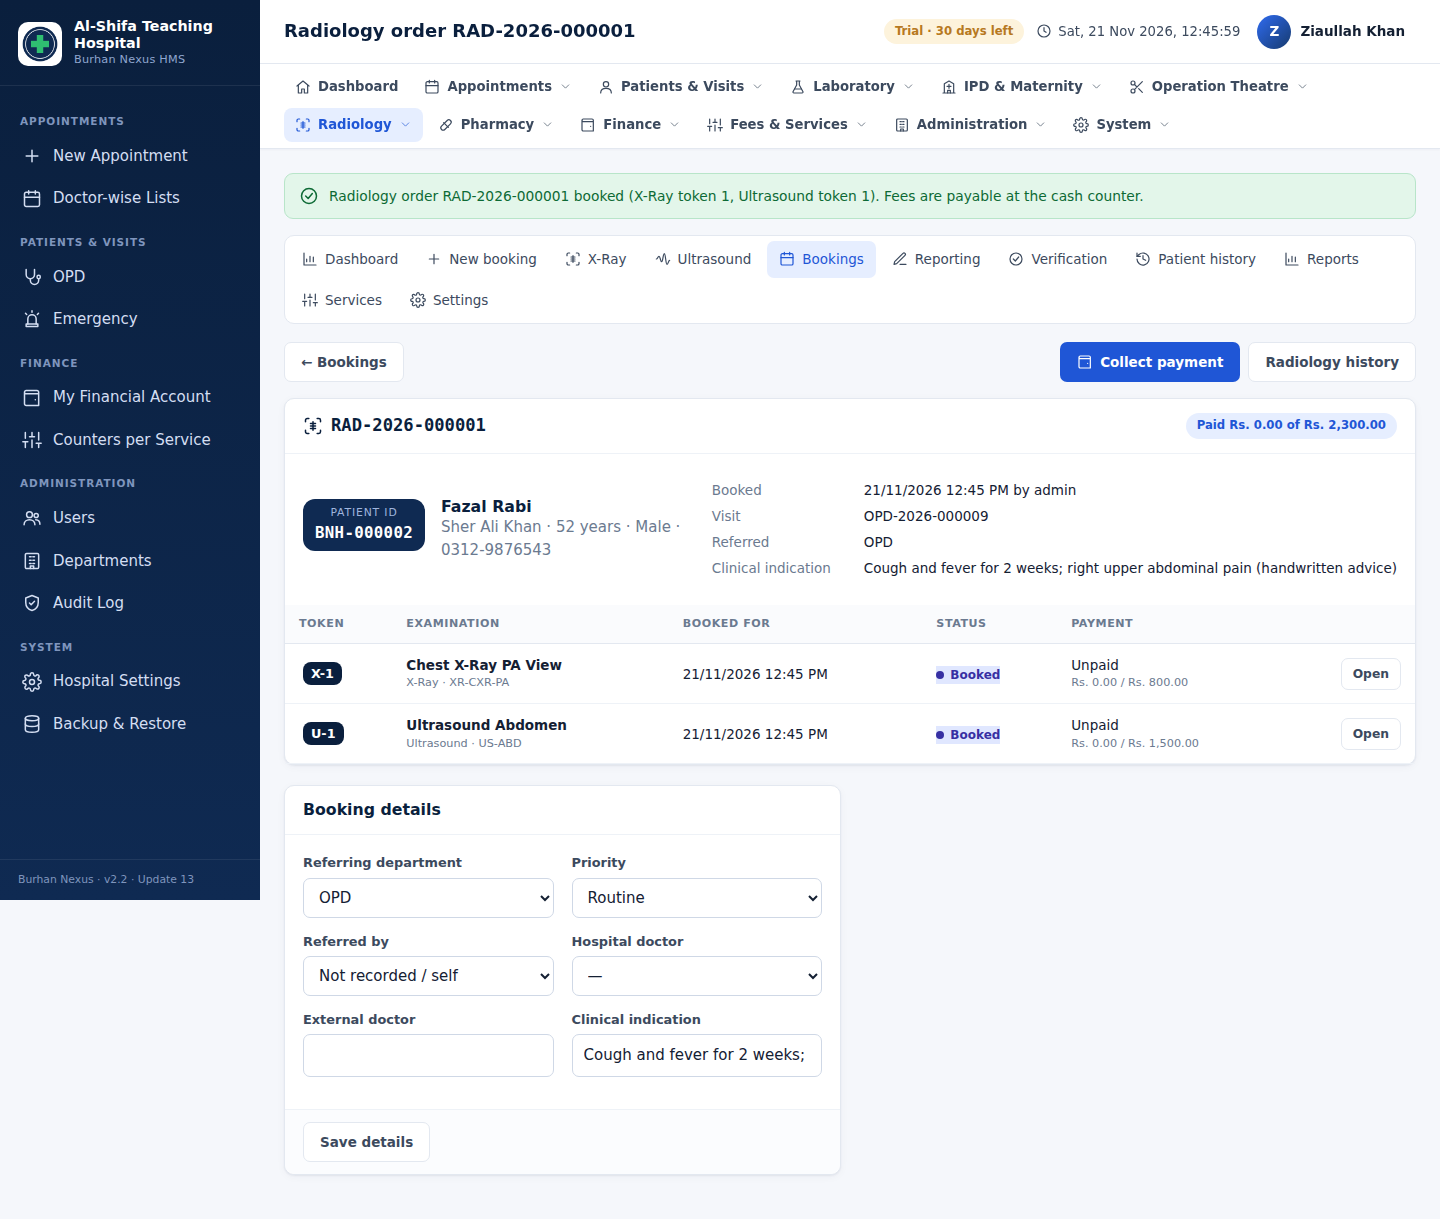 Al-Shifa Teaching
Hospital
Burhan Nexus HMS
APPOINTMENTS
New Appointment
Doctor-wise Lists
PATIENTS & VISITS
OPD
Emergency
FINANCE
My Financial Account
Counters per Service
ADMINISTRATION
Users
Departments
Audit Log
SYSTEM
Hospital Settings
Backup & Restore
Burhan Nexus · v2.2 · Update 13
Radiology order RAD-2026-000001
Trial · 30 days left
Sat, 21 Nov 2026, 12:45:59
Z
Ziaullah Khan
Dashboard Appointments Patients & Visits Laboratory IPD & Maternity Operation Theatre
Radiology Pharmacy Finance Fees & Services Administration System
Radiology order RAD-2026-000001 booked (X-Ray token 1, Ultrasound token 1). Fees are payable at the cash counter.
Dashboard New booking X-Ray Ultrasound Bookings Reporting Verification Patient history Reports
Services Settings
← Bookings
Collect payment
Radiology history
RAD-2026-000001
Paid Rs. 0.00 of Rs. 2,300.00
PATIENT ID
BNH-000002
Fazal Rabi
Sher Ali Khan · 52 years · Male ·
0312-9876543
Booked 21/11/2026 12:45 PM by admin
Visit OPD-2026-000009
Referred OPD
Clinical indication Cough and fever for 2 weeks; right upper abdominal pain (handwritten advice)
TOKEN EXAMINATION BOOKED FOR STATUS PAYMENT
X-1 Chest X-Ray PA View 21/11/2026 12:45 PM Booked Unpaid Open
X-Ray · XR-CXR-PA Rs. 0.00 / Rs. 800.00
U-1 Ultrasound Abdomen 21/11/2026 12:45 PM Booked Unpaid Open
Ultrasound · US-ABD Rs. 0.00 / Rs. 1,500.00
Booking details
Referring department Priority
OPD Routine
Referred by Hospital doctor
Not recorded / self —
External doctor Clinical indication
Cough and fever for 2 weeks;
Save details